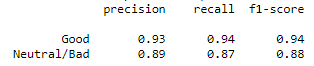 precision recall f1-score
Good 0.93 0.94 0.94
Neutral/Bad 0.89 0.87 0.88